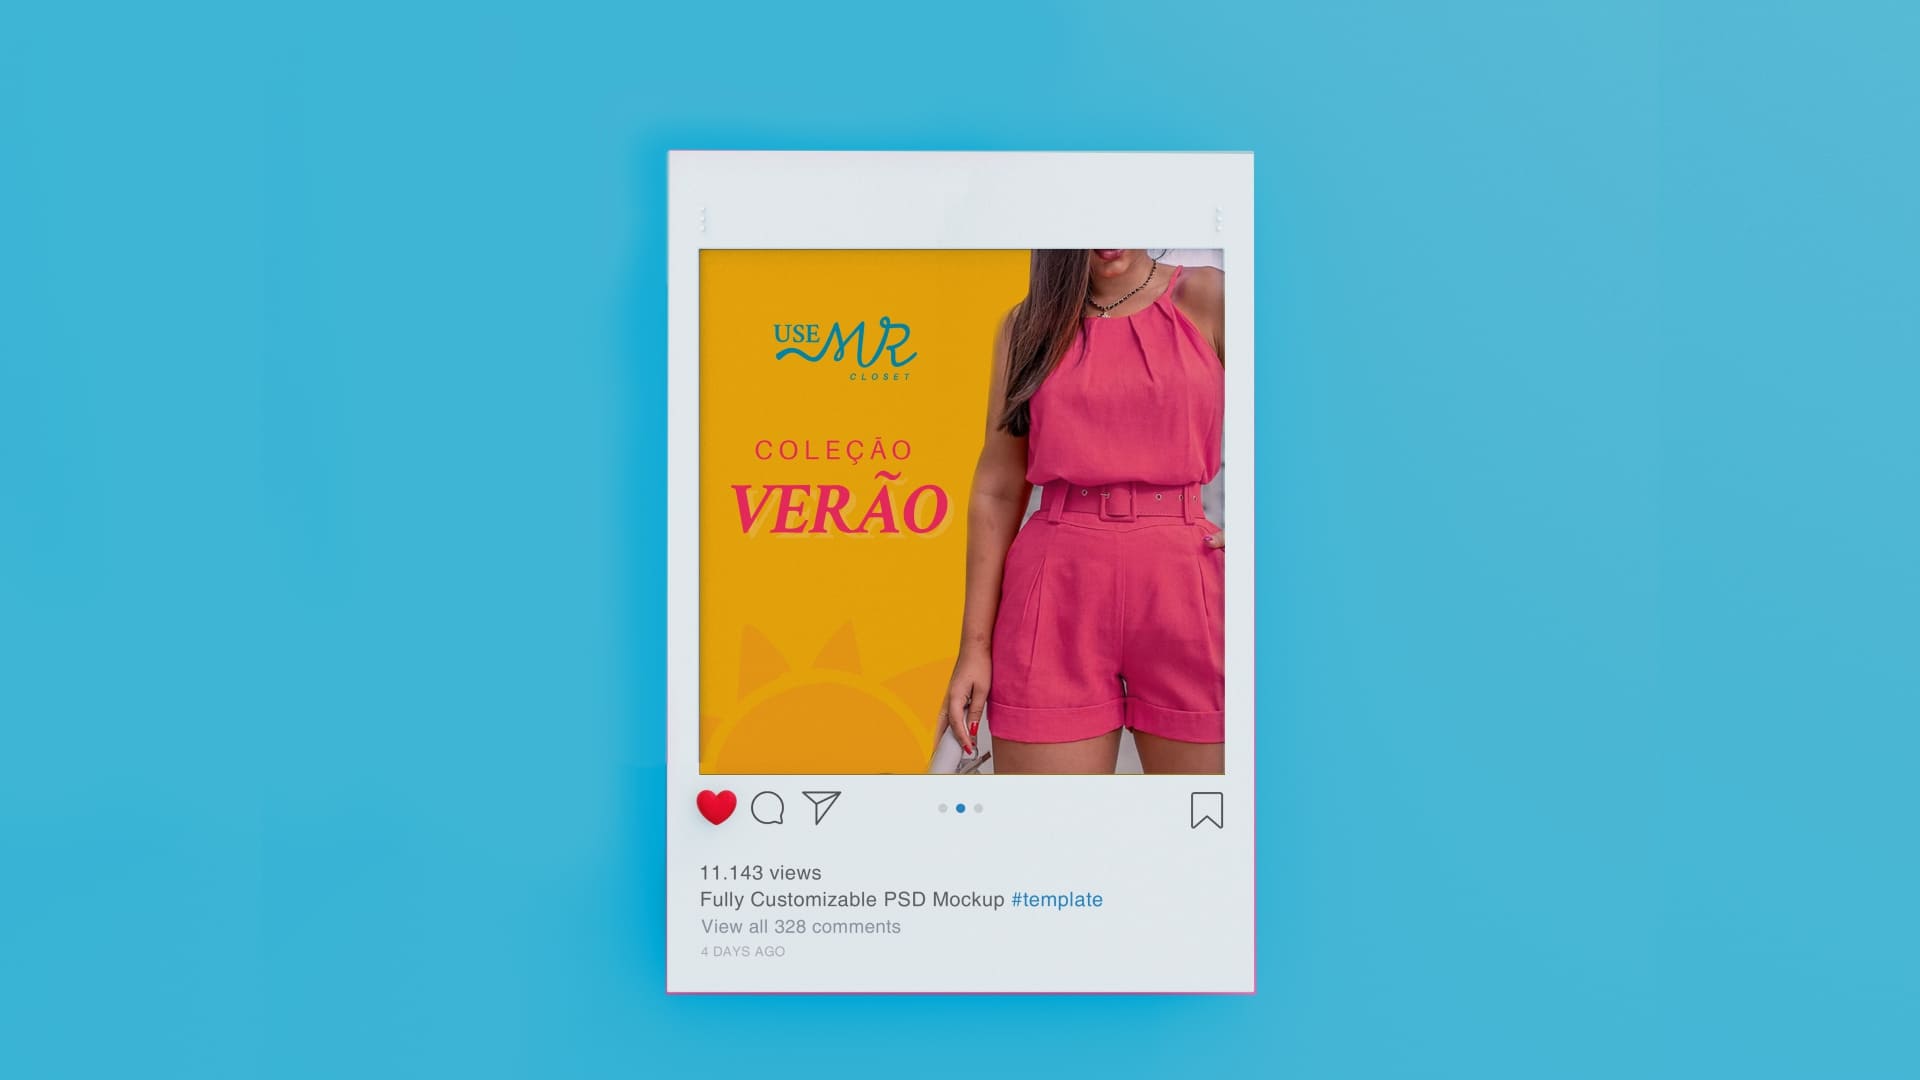 USE MR
CLOSET
COLEÇÃO
VERÃO
11.143 views
Fully Customizable PSD Mockup #template
View all 328 comments
4 DAYS AGO